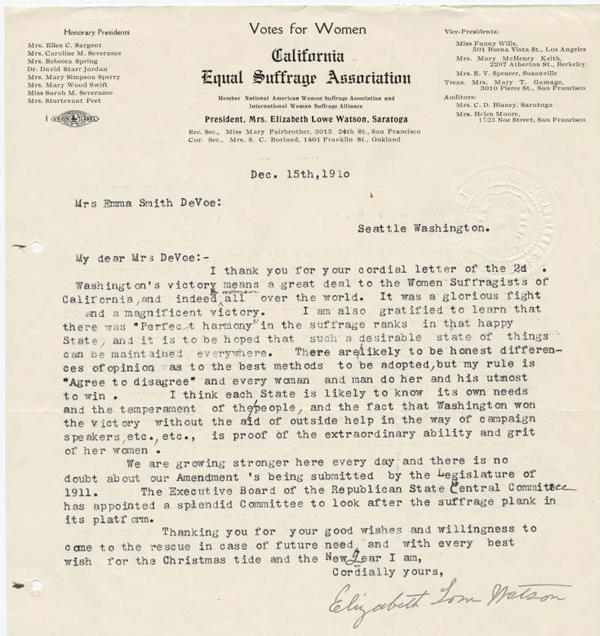 Honorary Presidents
Mrs. Ellen C. Sargent
Mrs. Caroline M. Severance
Mrs. Rebecca Spring
Dr. David Starr Jordan
Mrs. Mary Simpson Sperry
Mrs. Mary Wood Swift
Miss Sarah M. Severance
Mrs. Sturtevant Peet
UNION LABEL
Votes for Women
California
Equal Suffrage Association
Member National American Woman Suffrage Association and
International Woman Suffrage Alliance
President, Mrs. Elizabeth Lowe Watson, Saratoga
Rec. Sec., Miss Mary Fairbrother, 3013 24th St., San Francisco
Cor. Sec., Mrs. S. C. Borland, 1401 Franklin St., Oakland
Vice-Presidents:
Miss Fanny Wills,
501 Buena Vista St., Los Angeles
Mrs. Mary McHenry Keith,
2207 Atherton St., Berkeley
Mrs. E. V. Spencer, Susanville
Treas. Mrs. Mary T. Gamage,
3010 Pierce St., San Francisco
Auditors:
Mrs. C. D. Blaney, Saratoga
Mrs. Helen Moore,
1523 Noe Street, San Francisco
Dec. 15th,1910
Mrs Emma Smith DeVoe:
Seattle Washington.
My dear Mrs DeVoe:-
I thank you for your cordial letter of the 2d .
Washington's victory means a great deal to the Women Suffragists of
women
California,and indeed all over the world. It was a glorious fight
and a magnificent victory. I am also gratified to learn that
there was "Perfect harmony" in the suffrage ranks in that happy
State, and it is to be hoped that such a desirable state of things
can be maintained everywhere. There are likely to be honest differen-
ces of opinion as to the best methods to be adopted,but my rule is
"Agree to disagree" and every woman and man do her and his utmost
to win . I think each State is likely to know its own needs
and the temperament of the people, and the fact that Washington won
the victory without the aid of outside help in the way of campaign
speakers,etc.,etc., is proof of the extraordinary ability and grit
of her women .
We are growing stronger here every day and there is no
doubt about our Amendment 's being submitted by the Legislature of
1911. The Executive Board of the Republican State Central Committee
has appointed a splendid Committee to look after the suffrage plank in
its platform.
Thanking you for your good wishes and willingness to
come to the rescue in case of future need and with every best
wish for the Christmas tide and the New Year I am,
Cordially yours,
Elizabeth Lowe Watson